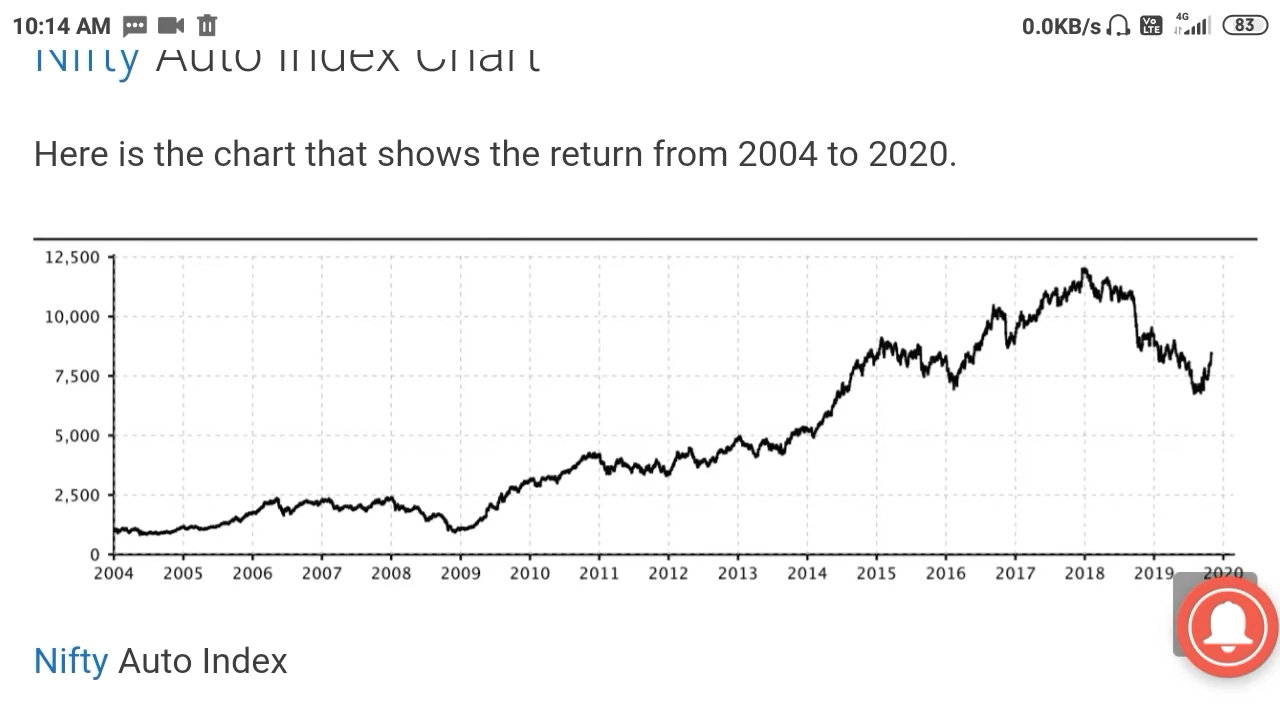 10:14 AM 0.0KB/s Vo LTE 4G 83
Nifty Auto Index Chart
Here is the chart that shows the return from 2004 to 2020.
12,500
10,000
7,500
5,000
2,500
0
2004 2005 2006 2007 2008 2009 2010 2011 2012 2013 2014 2015 2016 2017 2018 2019 2020
Nifty Auto Index